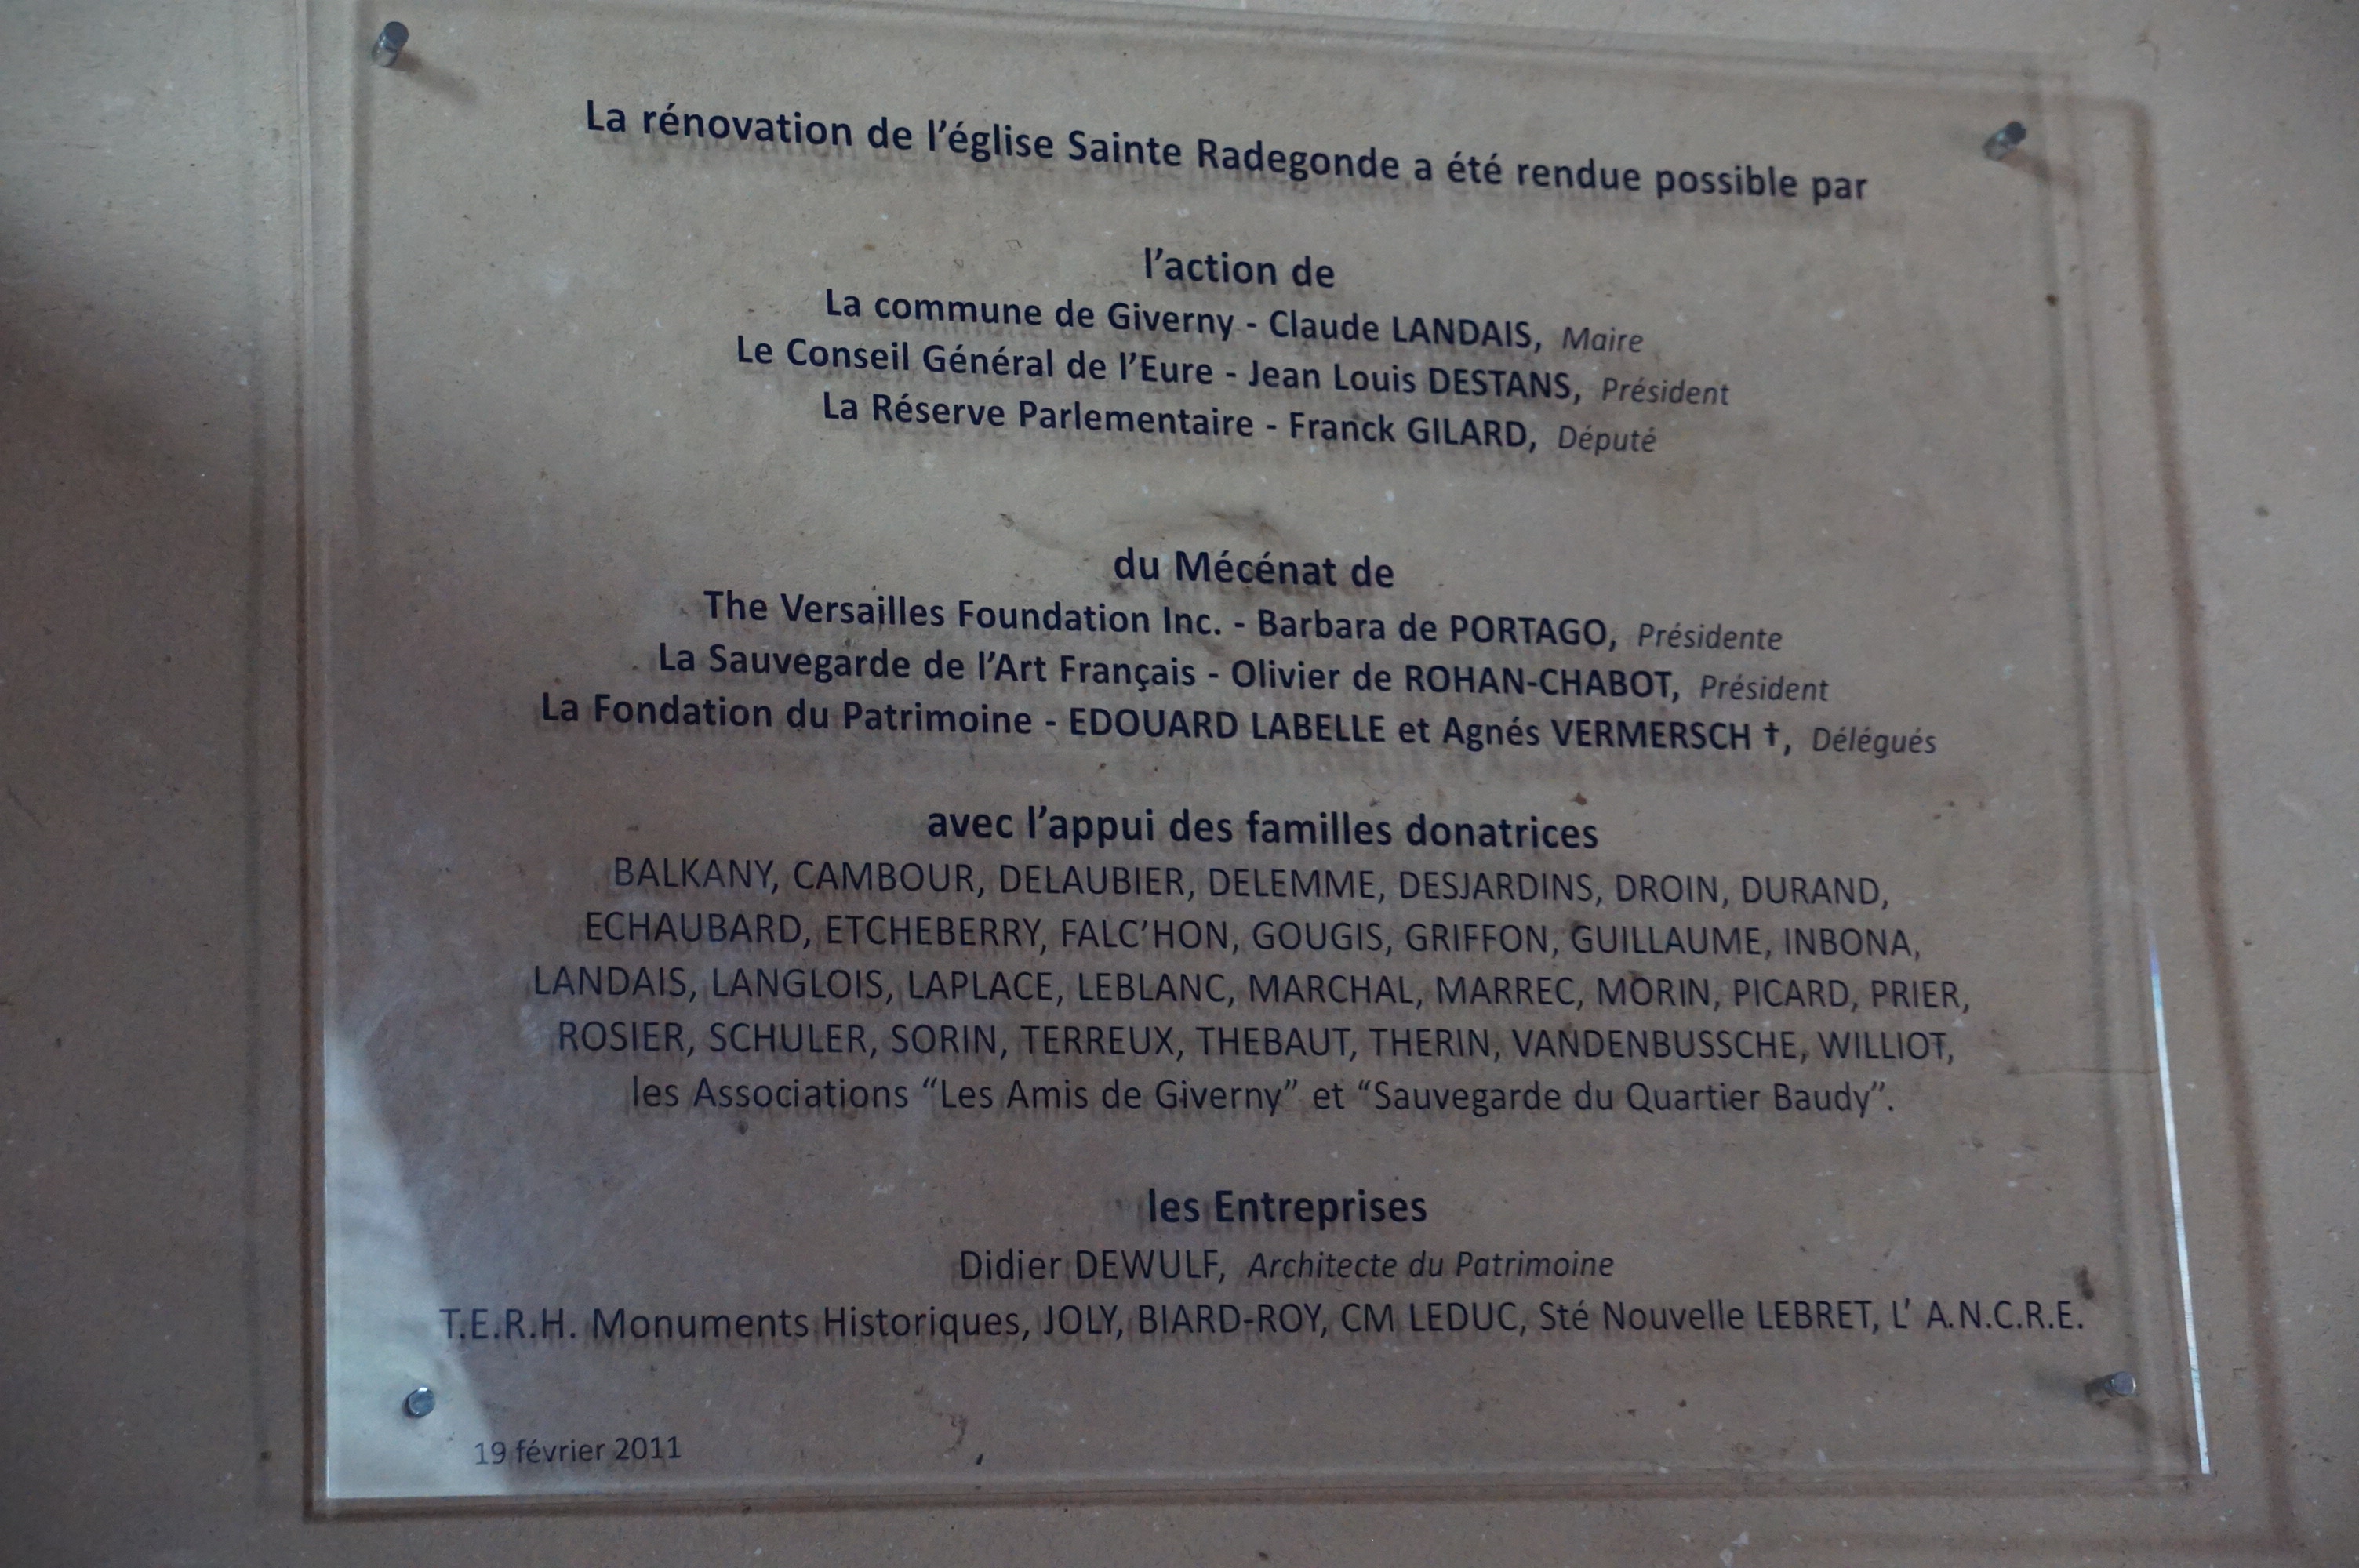 La rénovation de l'église Sainte Radegonde a été rendue possible par
l'action de
La commune de Giverny - Claude LANDAIS, Maire
Le Conseil Général de l'Eure - Jean Louis DESTANS, Président
La Réserve Parlementaire - Franck GILARD, Député
du Mécénat de
The Versailles Foundation Inc. - Barbara de PORTAGO, Présidente
La Sauvegarde de l'Art Français - Olivier de ROHAN-CHABOT, Président
La Fondation du Patrimoine - EDOUARD LABELLE et Agnés VERMERSCH †, Délégués
avec l'appui des familles donatrices
BALKANY, CAMBOUR, DELAUBIER, DELEMME, DESJARDINS, DROIN, DURAND,
ECHAUBARD, ETCHEBERRY, FALC'HON, GOUGIS, GRIFFON, GUILLAUME, INBONA,
LANDAIS, LANGLOIS, LAPLACE, LEBLANC, MARCHAL, MARREC, MORIN, PICARD, PRIER,
ROSIER, SCHULER, SORIN, TERREUX, THEBAUT, THERIN, VANDENBUSSCHE, WILLIOT,
les Associations “Les Amis de Giverny” et “Sauvegarde du Quartier Baudy”.
les Entreprises
Didier DEWULF, Architecte du Patrimoine
T.E.R.H. Monuments Historiques, JOLY, BIARD-ROY, CM LEDUC, Sté Nouvelle LEBRET, L' A.N.C.R.E.
19 février 2011